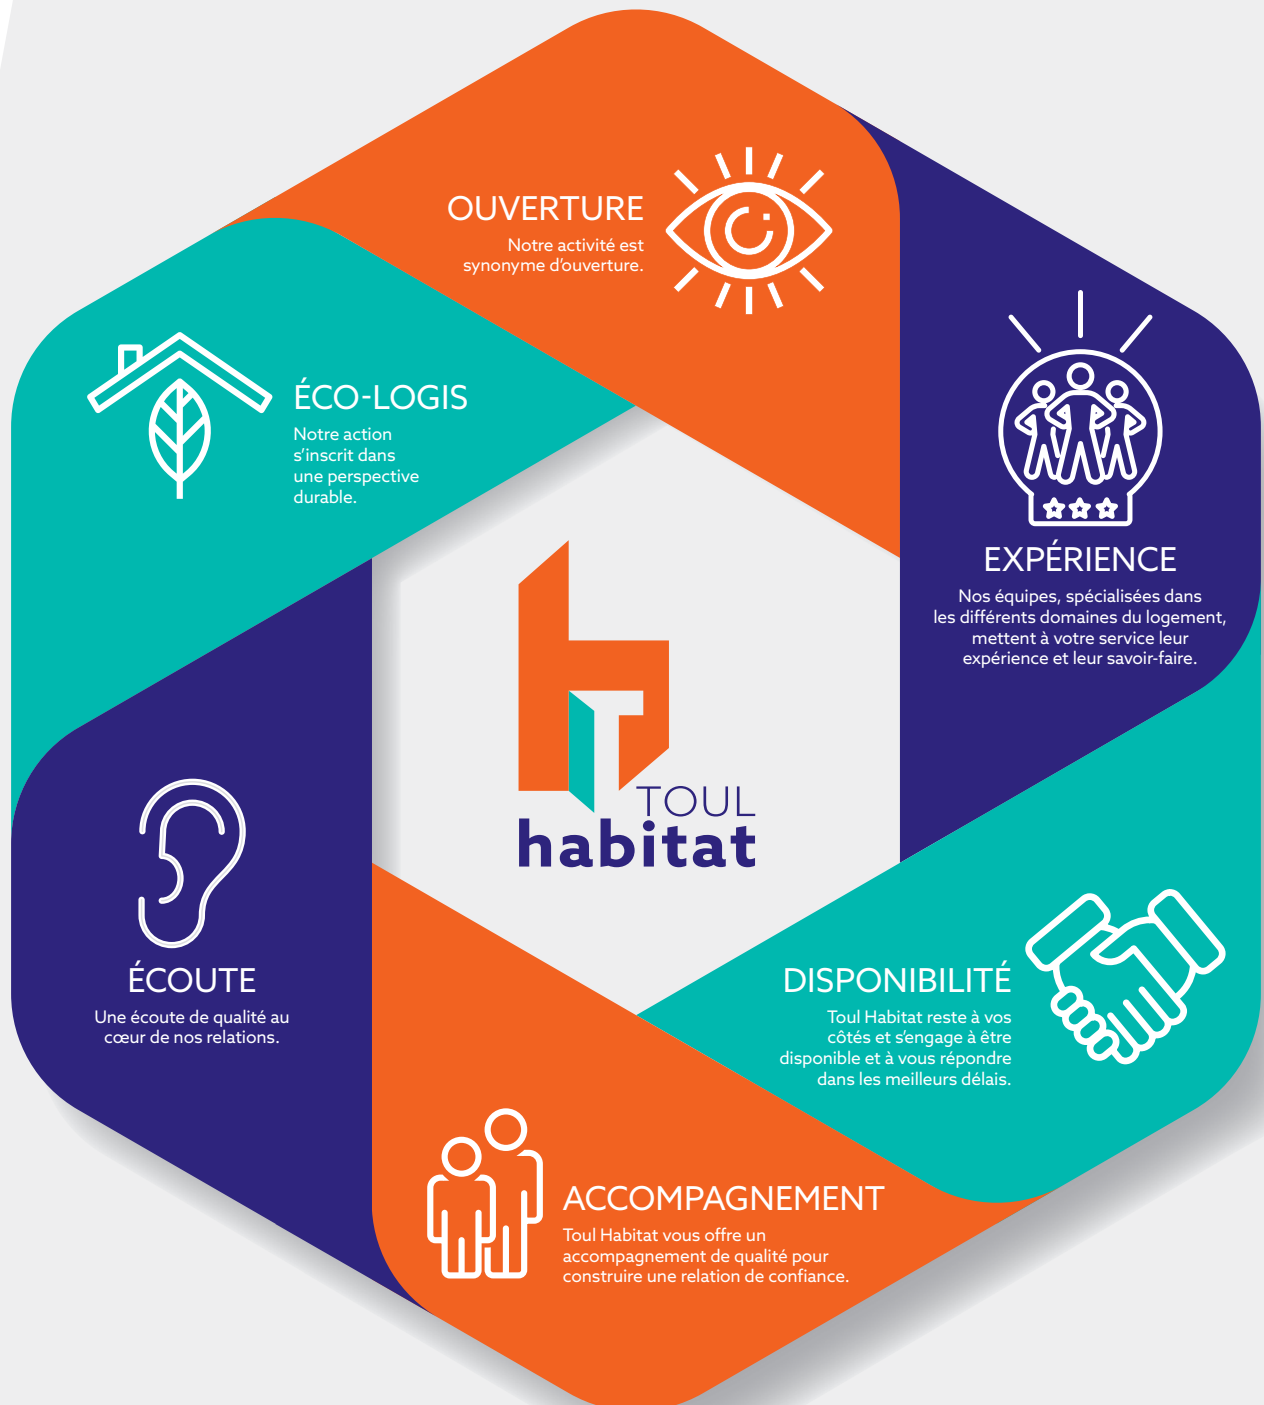 OUVERTURE
Notre activité est
synonyme d'ouverture.
ÉCO-LOGIS
Notre action
s'inscrit dans
une perspective
durable.
EXPÉRIENCE
Nos équipes, spécialisées dans
les différents domaines du logement,
mettent à votre service leur
expérience et leur savoir-faire.
TOUL
habitat
ÉCOUTE
Une écoute de qualité au
cœur de nos relations.
DISPONIBILITÉ
Toul Habitat reste à vos
côtés et s'engage à être
disponible et à vous répondre
dans les meilleurs délais.
ACCOMPAGNEMENT
Toul Habitat vous offre un
accompagnement de qualité pour
construire une relation de confiance.